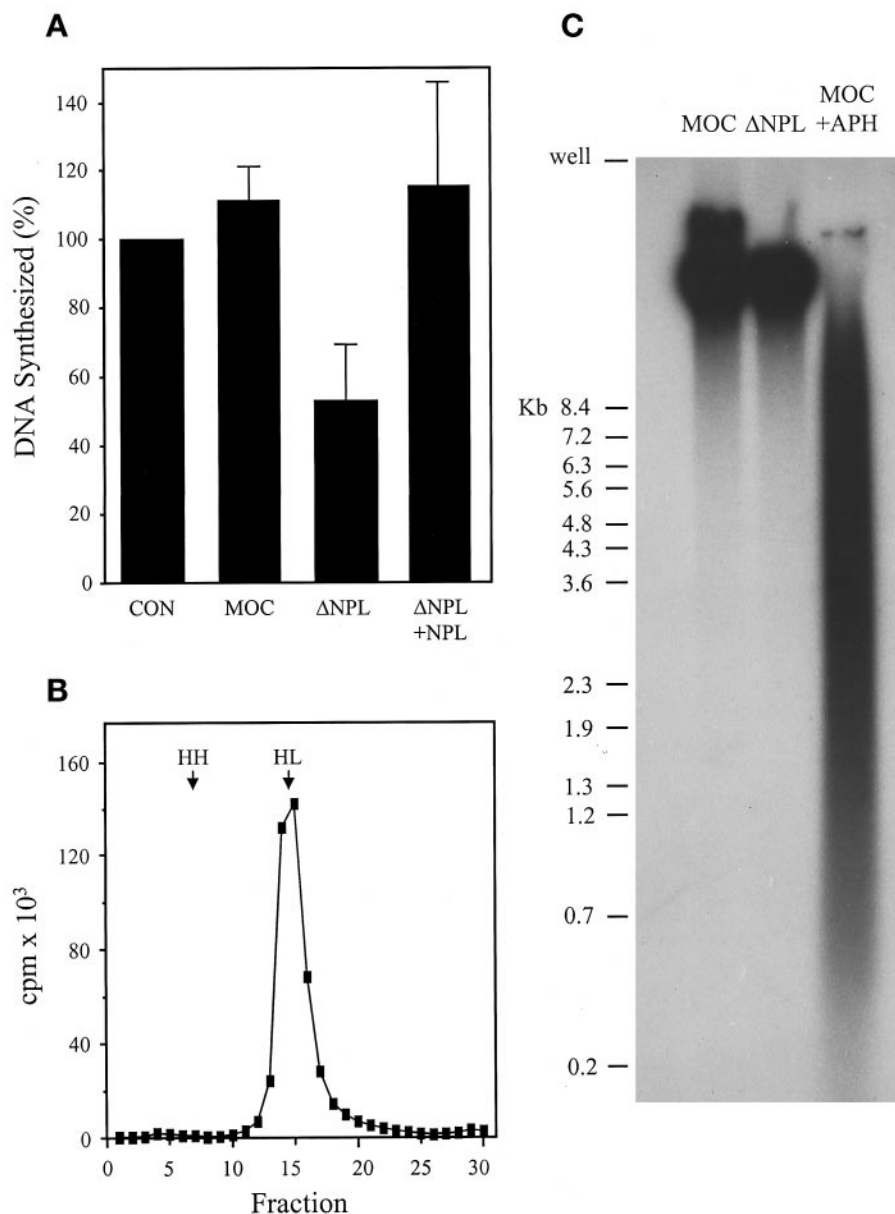 A
140
120
100
80
60
40
20
0
DNA Synthesized (%)
CON MOC ΔNPL ΔNPL
+NPL
B
HH HL
160
120
80
40
0
cpm x 10³
0 5 10 15 20 25 30
Fraction
C
MOC
MOC ΔNPL +APH
well
Kb 8.4
7.2
6.3
5.6
4.8
4.3
3.6
2.3
1.9
1.3
1.2
0.7
0.2